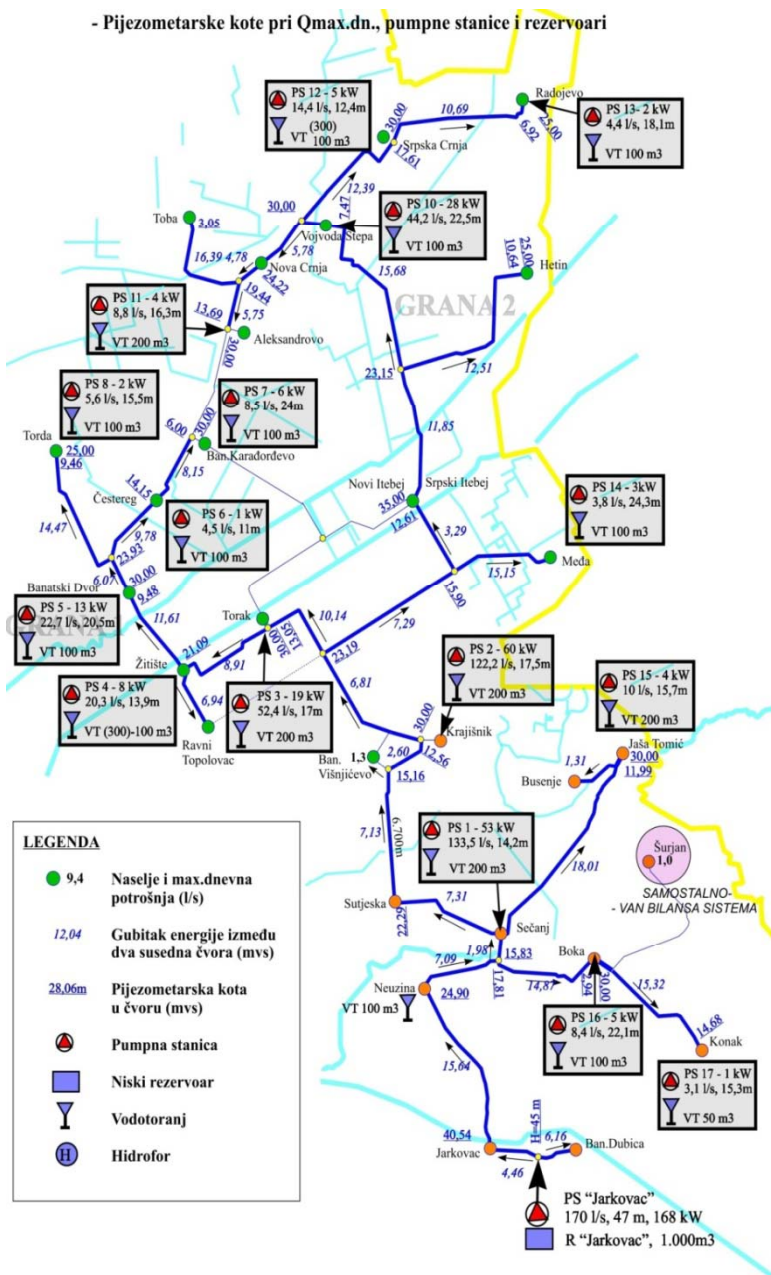 - Pijezometarske kote pri Qmax.dn., pumpne stanice i rezervoari
PS 12 - 5 kW
14,4 l/s, 12,4m
(300)
VT 100 m3
30,00
17,61
Srpska Crnja
10,69
Radojevo
6,92
25,00
PS 13- 2 kW
4,4 l/s, 18,1m
VT 100 m3
12,39
7,47
30,00
Vojvoda Stepa
PS 10 - 28 kW
44,2 l/s, 22,5m
VT 100 m3
Toba
3,05
16,39
4,78
5,78
Nova Crnja
24,22
19,44
15,68
25,00
10,64
Hetin
GRANA 2
PS 11 - 4 kW
8,8 l/s, 16,3m
VT 200 m3
13,69
5,75
Aleksandrovo
30,00
23,15
12,51
PS 8 - 2 kW
5,6 l/s, 15,5m
VT 100 m3
PS 7 - 6 kW
8,5 l/s, 24m
VT 100 m3
6,00
30,00
Ban.Karađorđevo
11,85
Torda
25,00
9,46
8,15
14,15
Čestereg
PS 6 - 1 kW
4,5 l/s, 11m
VT 100 m3
Novi Itebej
Srpski Itebej
35,00
12,61
PS 14 - 3kW
3,8 l/s, 24,3m
VT 100 m3
14,47
9,78
23,93
3,29
Međa
15,15
15,90
6,07
Banatski Dvor
30,00
9,48
PS 5 - 13 kW
22,7 l/s, 20,5m
VT 100 m3
11,61
Torak
30,00
13,05
10,14
7,29
PS 2 - 60 kW
122,2 l/s, 17,5m
VT 200 m3
Žitište
21,09
8,91
23,19
PS 4 - 8 kW
20,3 l/s, 13,9m
VT (300)-100 m3
6,94
Ravni
Topolovac
PS 3 - 19 kW
52,4 l/s, 17m
VT 200 m3
6,81
30,00
Krajišnik
12,56
PS 15 - 4 kW
10 l/s, 15,7m
VT 200 m3
Ban.
Višnjićevo
1,3
2,60
15,16
Jaša Tomić
30,00
11,99
Busenje
1,31
6.700m
7,13
PS 1 - 53 kW
133,5 l/s, 14,2m
VT 200 m3
18,01
Šurjan
1,0
SAMOSTALNO-
- VAN BILANSA SISTEMA
Sutjeska
22,29
7,31
Sečanj
15,83
1,98
17,81
7,09
Neuzina
24,90
VT 100 m3
Boka
14,87
2,94
30,00
15,32
14,68
Konak
PS 16 - 5 kW
8,4 l/s, 22,1m
VT 100 m3
PS 17 - 1 kW
3,1 l/s, 15,3m
VT 50 m3
15,64
40,54
Jarkovac
H=45 m
6,16
Ban.Dubica
4,46
PS "Jarkovac"
170 l/s, 47 m, 168 kW
R "Jarkovac", 1.000m3
LEGENDA
9,4 Naselje i max.dnevna
potrošnja (l/s)
12,04 Gubitak energije između
dva susedna čvora (mvs)
28,06m Pijezometarska kota
u čvoru (mvs)
Pumpna stanica
Niski rezervoar
Vodotoranj
H Hidrofor